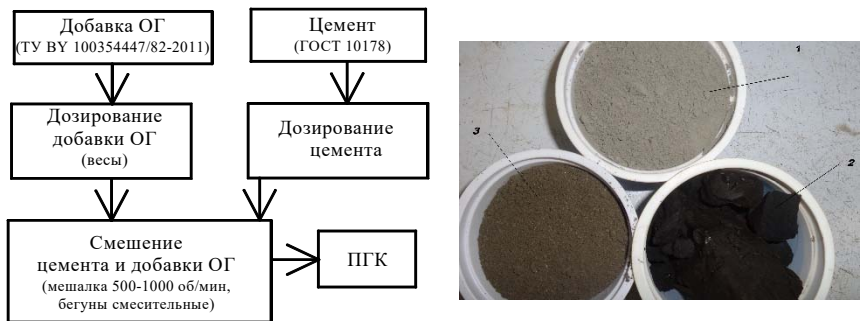 Добавка ОГ
(ТУ BY 100354447/82-2011)
Цемент
(ГОСТ 10178)
Дозирование
добавки ОГ
(весы)
Дозирование
цемента
Смешение
цемента и добавки ОГ
(мешалка 500-1000 об/мин,
бегуны смесительные)
ПГК
1
3
2